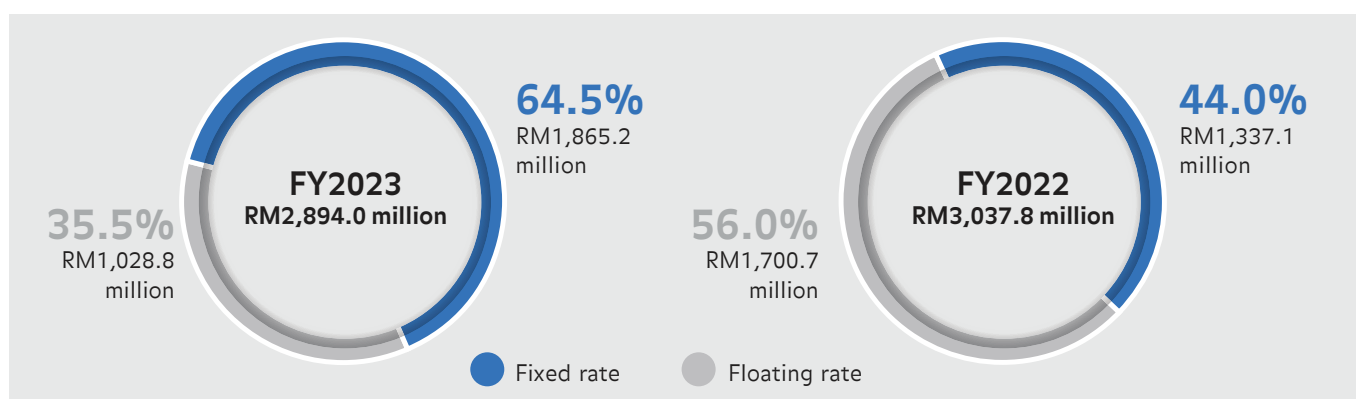 64.5%
RM1,865.2
million
FY2023
RM2,894.0 million
35.5%
RM1,028.8
million
44.0%
RM1,337.1
million
FY2022
RM3,037.8 million
56.0%
RM1,700.7
million
Fixed rate
Floating rate